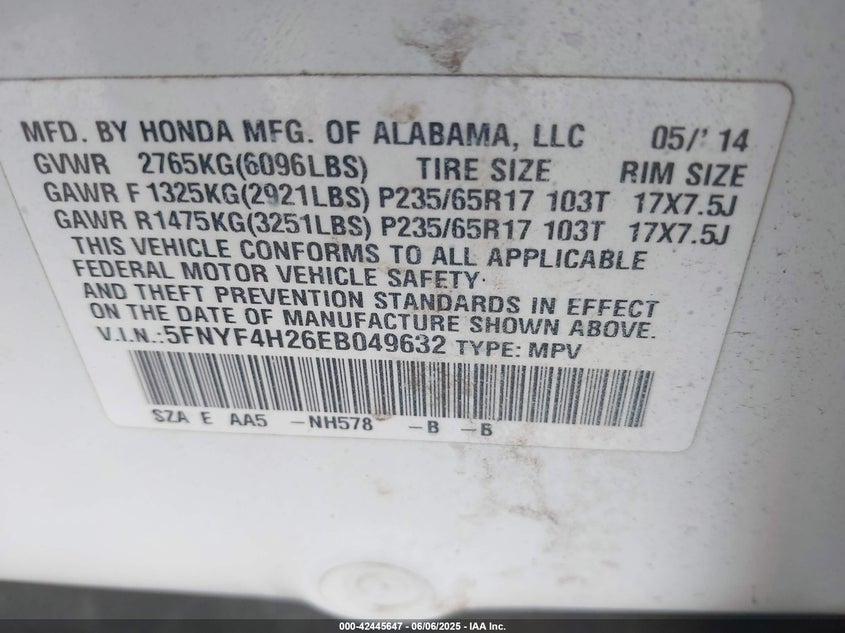 MFD. BY HONDA MFG. OF ALABAMA, LLC 05/' 14
GVWR 2765KG(6096LBS) TIRE SIZE RIM SIZE
GAWR F 1325KG(2921LBS) P235/65R17 103T 17X7.5J
GAWR R1475KG(3251LBS) P235/65R17 103T 17X7.5J
THIS VEHICLE CONFORMS TO ALL APPLICABLE
FEDERAL MOTOR VEHICLE SAFETY
AND THEFT PREVENTION STANDARDS IN EFFECT
ON THE DATE OF MANUFACTURE SHOWN ABOVE.
V.I.N.:5FNYF4H26EB049632 TYPE: MPV
SZA E AA5 -NH578 -B -B
000-42445647 - 06/06/2025 - IAA Inc.